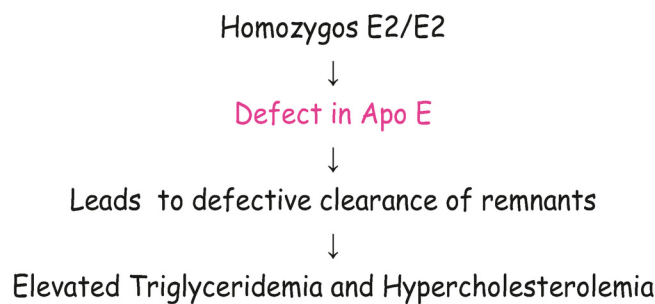 Homozygos E2/E2
↓
Defect in Apo E
↓
Leads to defective clearance of remnants
↓
Elevated Triglyceridemia and Hypercholesterolemia